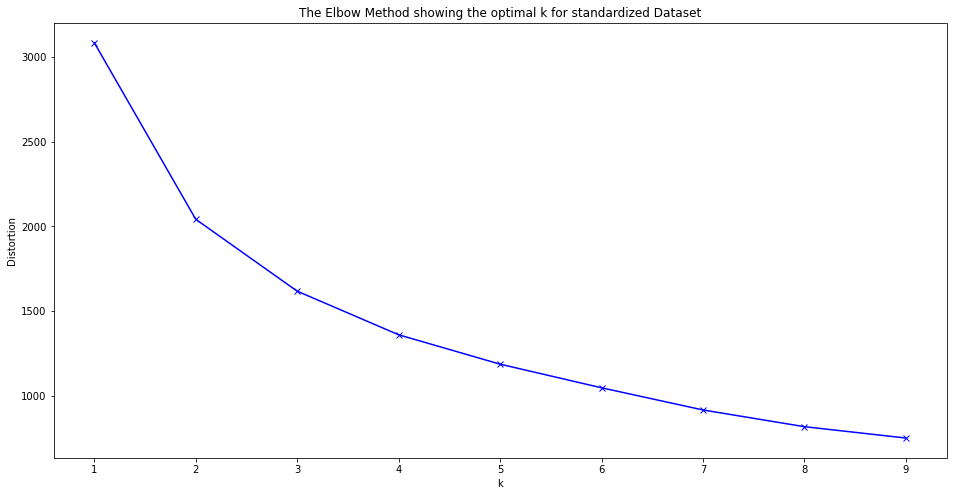 The Elbow Method showing the optimal k for standardized Dataset
3000
2500
2000
1500
1000
Distortion
1 2 3 4 5 6 7 8 9
k